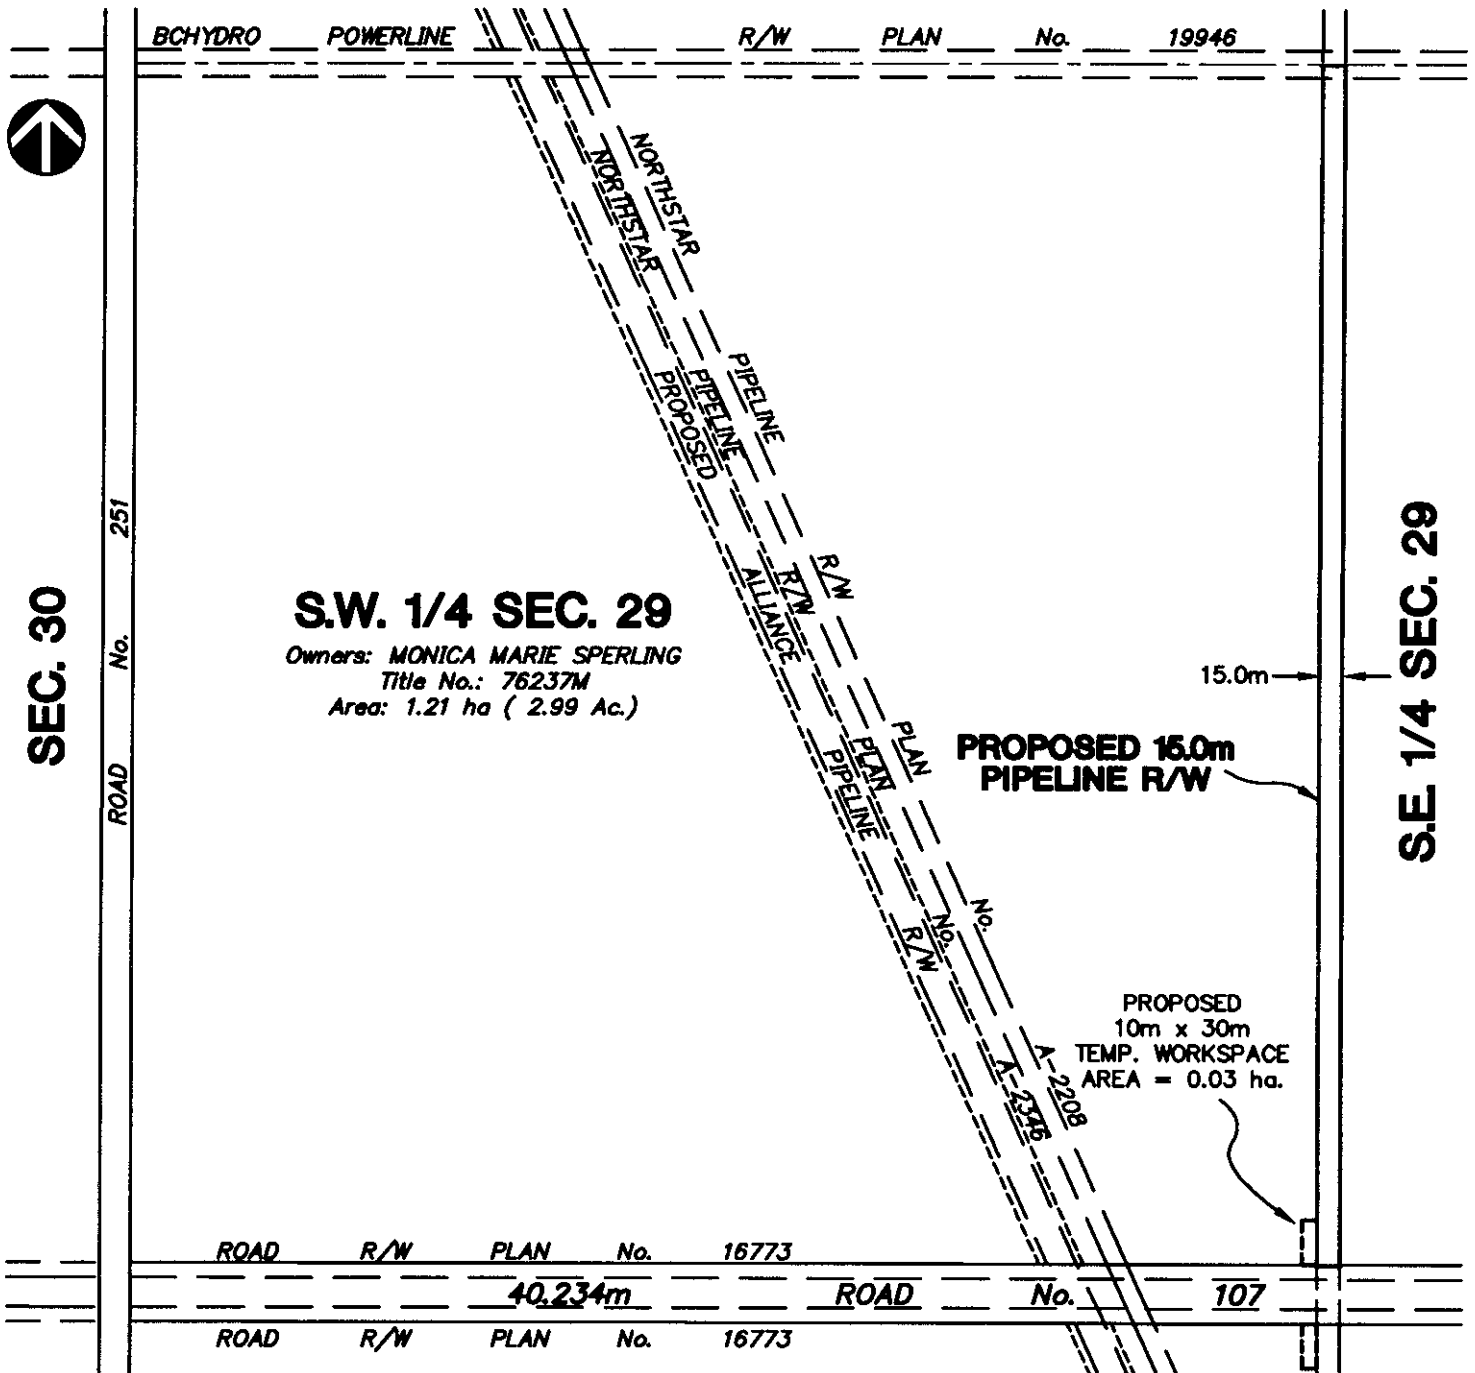 BCHYDRO POWERLINE R/W PLAN No. 19946
NORTHSTAR PIPELINE R/W PLAN No. A-2208
NORTHSTAR PIPELINE R/W PLAN No. A-2346
PROPOSED ALLIANCE PIPELINE R/W
SEC. 30
ROAD No. 251
S.W. 1/4 SEC. 29
Owners: MONICA MARIE SPERLING
Title No.: 76237M
Area: 1.21 ha ( 2.99 Ac.)
15.0m
PROPOSED 15.0m
PIPELINE R/W
S.E. 1/4 SEC. 29
PROPOSED
10m x 30m
TEMP. WORKSPACE
AREA = 0.03 ha.
ROAD R/W PLAN No. 16773
40.234m ROAD No. 107
ROAD R/W PLAN No. 16773